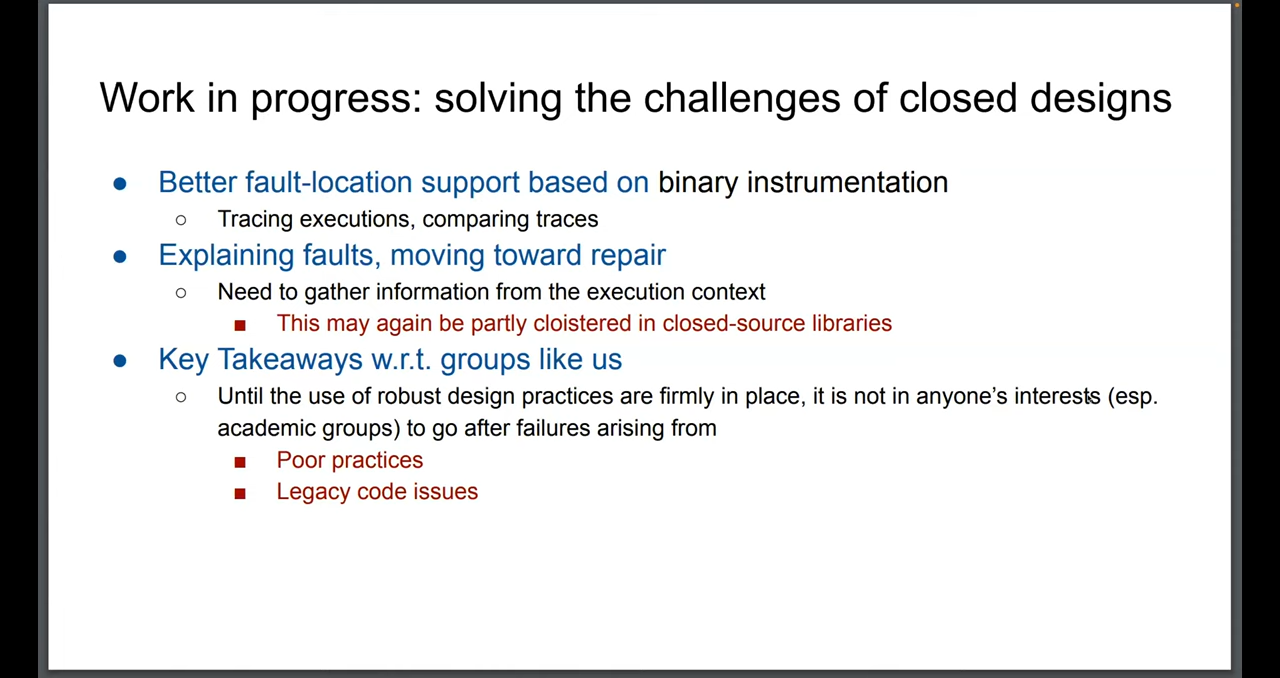 Work in progress: solving the challenges of closed designs
● Better fault-location support based on binary instrumentation
○ Tracing executions, comparing traces
● Explaining faults, moving toward repair
○ Need to gather information from the execution context
■ This may again be partly cloistered in closed-source libraries
● Key Takeaways w.r.t. groups like us
○ Until the use of robust design practices are firmly in place, it is not in anyone’s interests (esp.
academic groups) to go after failures arising from
■ Poor practices
■ Legacy code issues